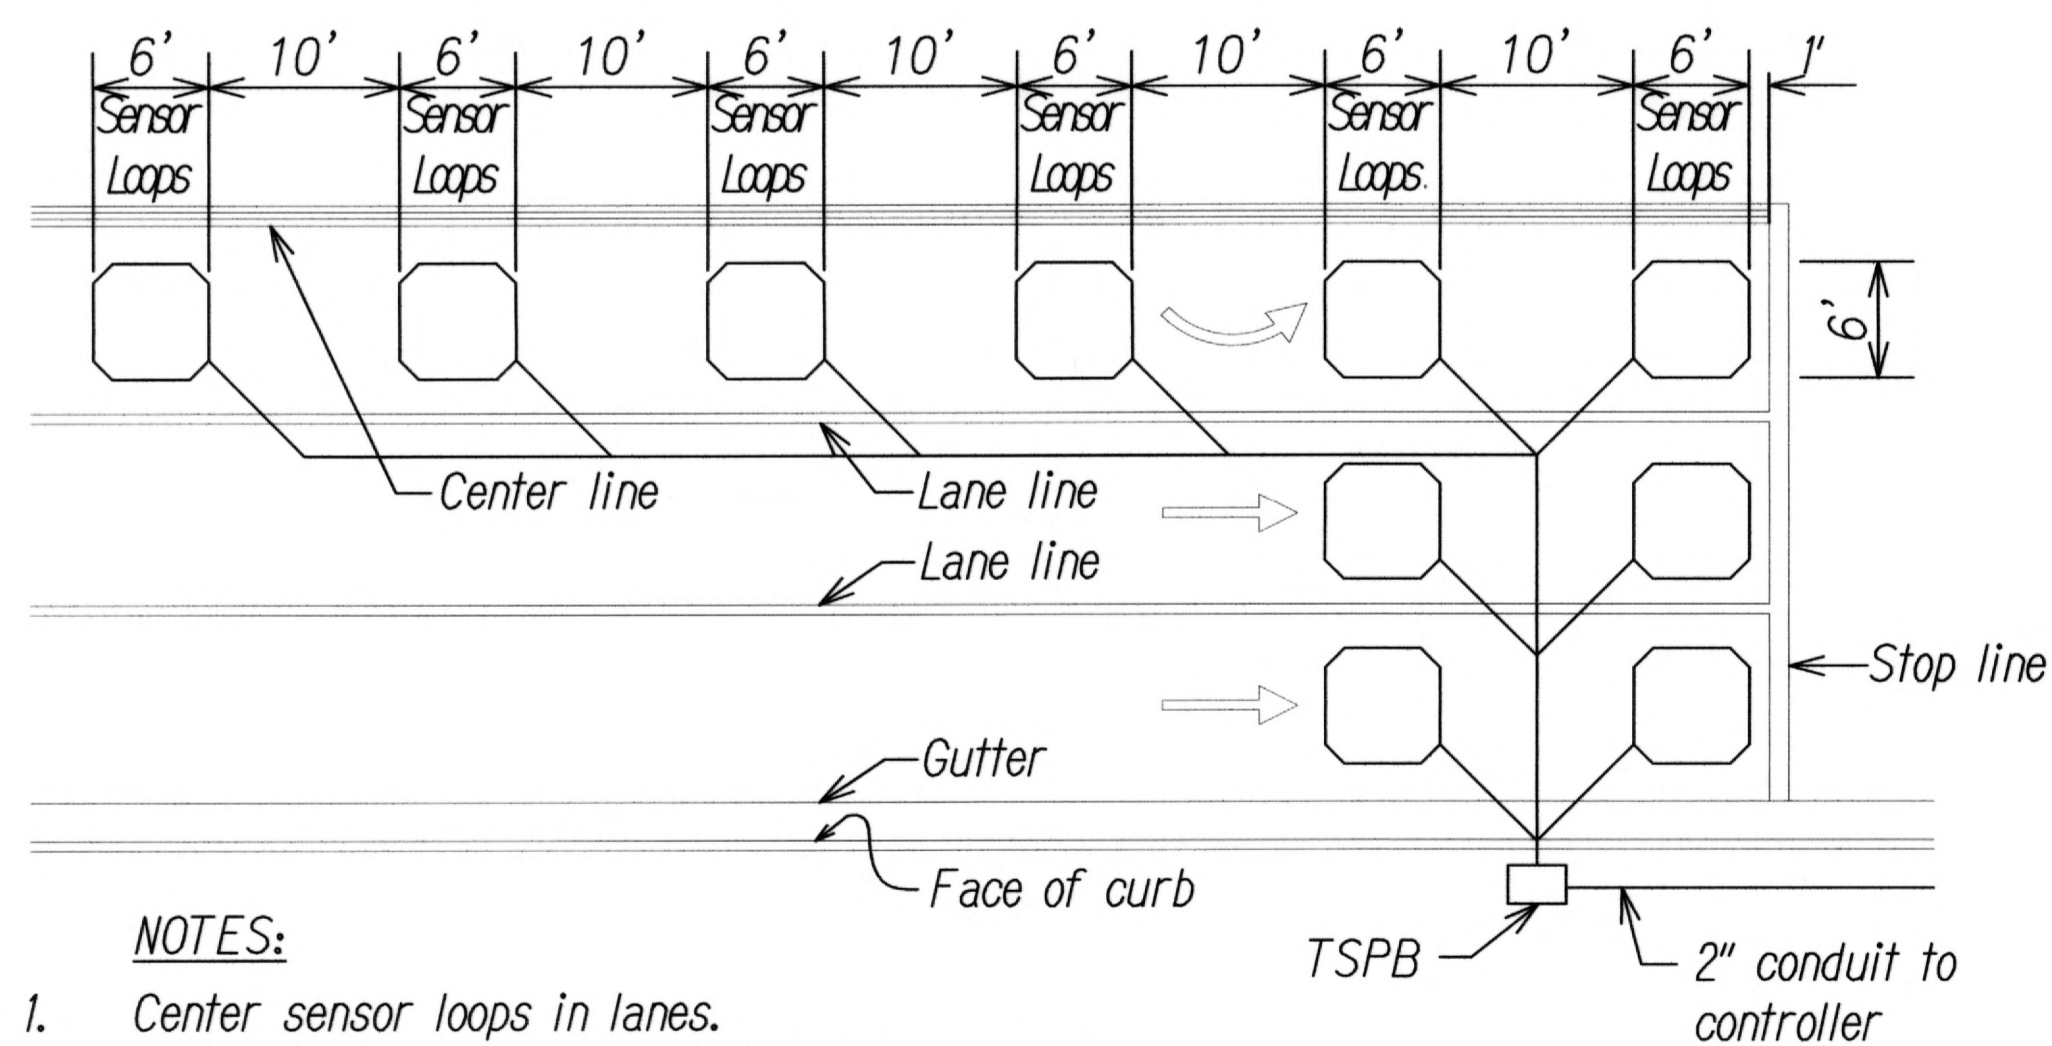 6' 10' 6' 10' 6' 10' 6' 10' 6' 10' 6' 1'
Sensor Sensor Sensor Sensor Sensor Sensor
Loops Loops Loops Loops Loops. Loops
6'
Center line
Lane line
Lane line
Stop line
Gutter
Face of curb
TSPB
2" conduit to
controller
NOTES:
1. Center sensor loops in lanes.